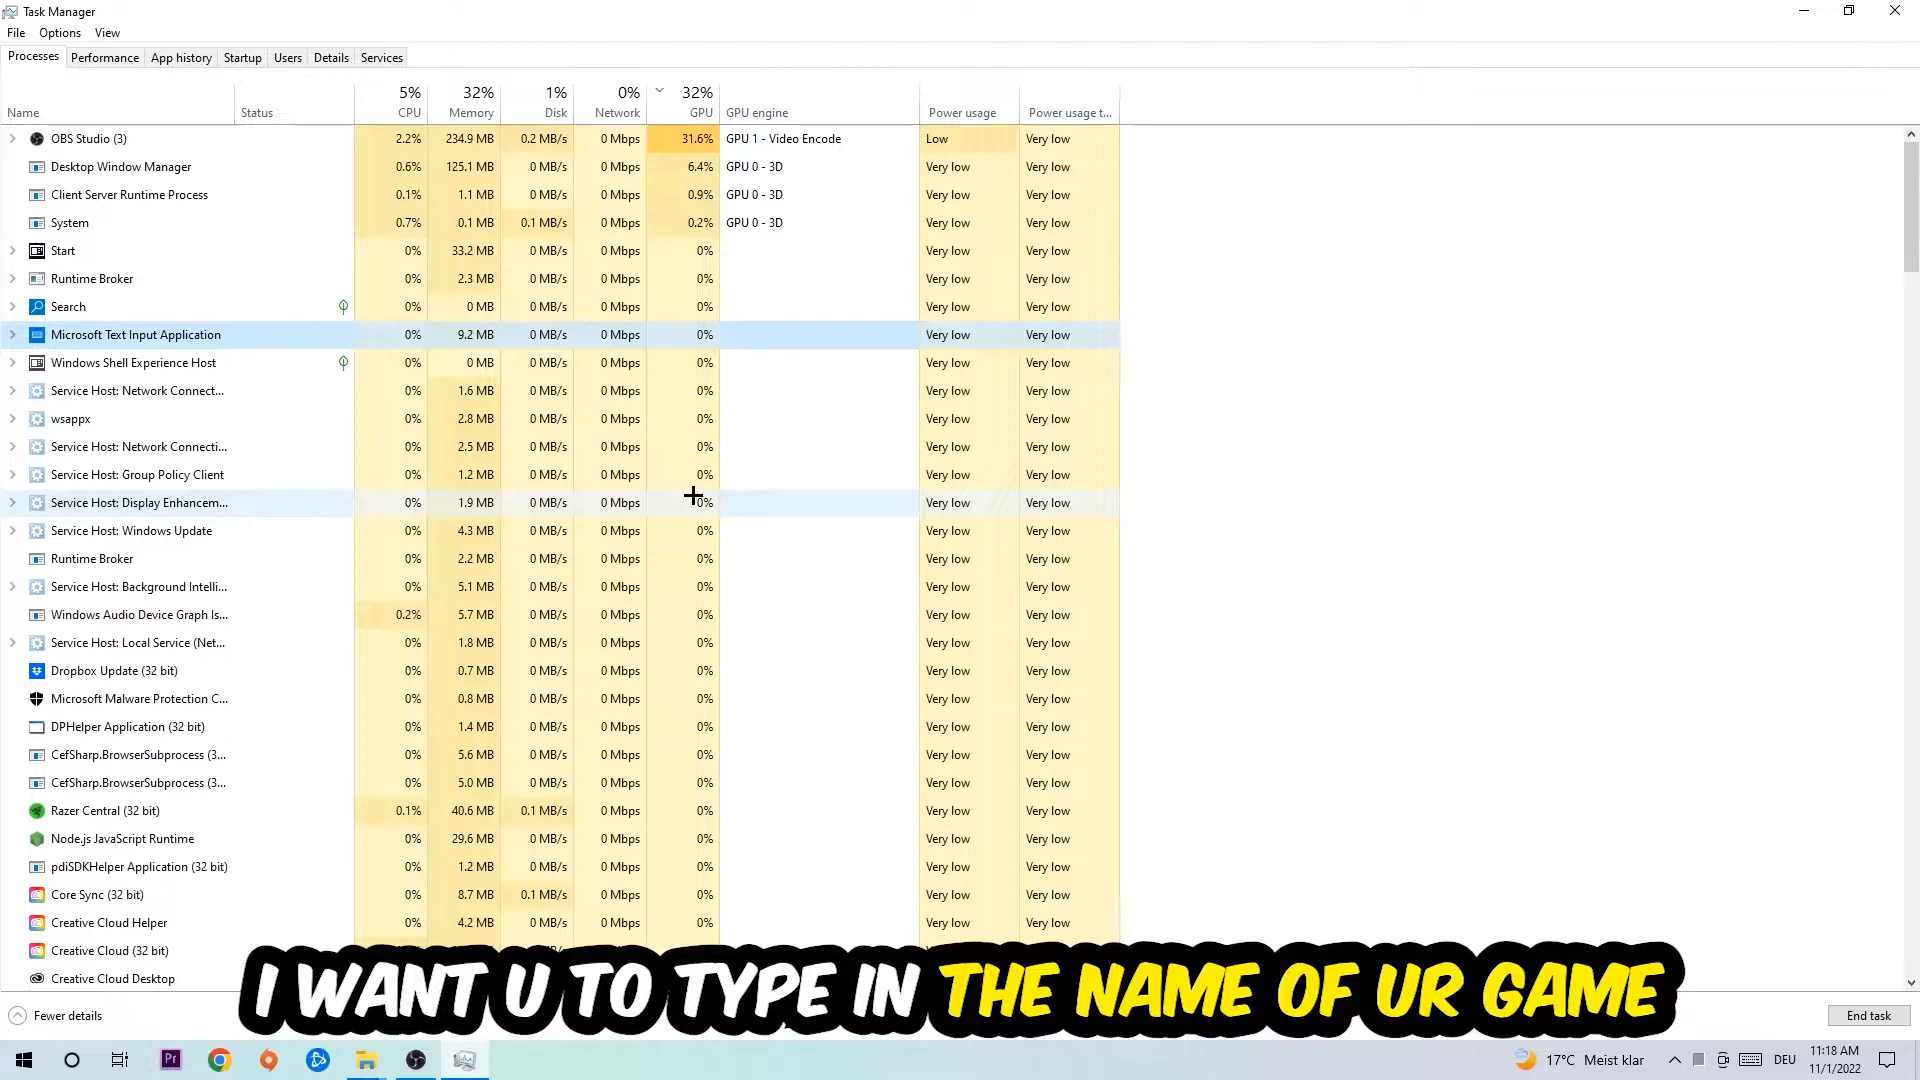 Task Manager
File Options View
Processes Performance App history Startup Users Details Services
5% 32% 1% 0% 32%
Name Status CPU Memory Disk Network GPU GPU engine Power usage Power usage t...
OBS Studio (3) 2.2% 234.9 MB 0.2 MB/s 0 Mbps 31.6% GPU 1 - Video Encode Low Very low
Desktop Window Manager 0.6% 125.1 MB 0 MB/s 0 Mbps 6.4% GPU 0 - 3D Very low Very low
Client Server Runtime Process 0.1% 1.1 MB 0 MB/s 0 Mbps 0.9% GPU 0 - 3D Very low Very low
System 0.7% 0.1 MB 0.1 MB/s 0 Mbps 0.2% GPU 0 - 3D Very low Very low
Start 0% 33.2 MB 0 MB/s 0 Mbps 0% Very low Very low
Runtime Broker 0% 2.3 MB 0 MB/s 0 Mbps 0% Very low Very low
Search 0% 0 MB 0 MB/s 0 Mbps 0% Very low Very low
Microsoft Text Input Application 0% 9.2 MB 0 MB/s 0 Mbps 0% Very low Very low
Windows Shell Experience Host 0% 0 MB 0 MB/s 0 Mbps 0% Very low Very low
Service Host: Network Connect... 0% 1.6 MB 0 MB/s 0 Mbps 0% Very low Very low
wsappx 0% 2.8 MB 0 MB/s 0 Mbps 0% Very low Very low
Service Host: Network Connecti... 0% 2.5 MB 0 MB/s 0 Mbps 0% Very low Very low
Service Host: Group Policy Client 0% 1.2 MB 0 MB/s 0 Mbps 0% Very low Very low
Service Host: Display Enhancem... 0% 1.9 MB 0 MB/s 0 Mbps 0% Very low Very low
Service Host: Windows Update 0% 4.3 MB 0 MB/s 0 Mbps 0% Very low Very low
Runtime Broker 0% 2.2 MB 0 MB/s 0 Mbps 0% Very low Very low
Service Host: Background Intelli... 0% 5.1 MB 0 MB/s 0 Mbps 0% Very low Very low
Windows Audio Device Graph Is... 0.2% 5.7 MB 0 MB/s 0 Mbps 0% Very low Very low
Service Host: Local Service (Net... 0% 1.8 MB 0 MB/s 0 Mbps 0% Very low Very low
Dropbox Update (32 bit) 0% 0.7 MB 0 MB/s 0 Mbps 0% Very low Very low
Microsoft Malware Protection C... 0% 0.8 MB 0 MB/s 0 Mbps 0% Very low Very low
DPHelper Application (32 bit) 0% 1.4 MB 0 MB/s 0 Mbps 0% Very low Very low
CefSharp.BrowserSubprocess (3... 0% 5.6 MB 0 MB/s 0 Mbps 0% Very low Very low
CefSharp.BrowserSubprocess (3... 0% 5.0 MB 0 MB/s 0 Mbps 0% Very low Very low
Razer Central (32 bit) 0.1% 40.6 MB 0.1 MB/s 0 Mbps 0% Very low Very low
Node.js JavaScript Runtime 0% 29.6 MB 0 MB/s 0 Mbps 0% Very low Very low
pdiSDKHelper Application (32 bit) 0% 1.2 MB 0 MB/s 0 Mbps 0% Very low Very low
Core Sync (32 bit) 0% 8.7 MB 0.1 MB/s 0 Mbps 0% Very low Very low
Creative Cloud Helper 0% 4.2 MB 0 MB/s 0 Mbps 0% Very low Very low
Creative Cloud (32 bit)
Creative Cloud Desktop
I WANT U TO TYPE IN THE NAME OF UR GAME
Fewer details End task
Pr 17°C Meist klar DEU 11:18 AM
11/1/2022